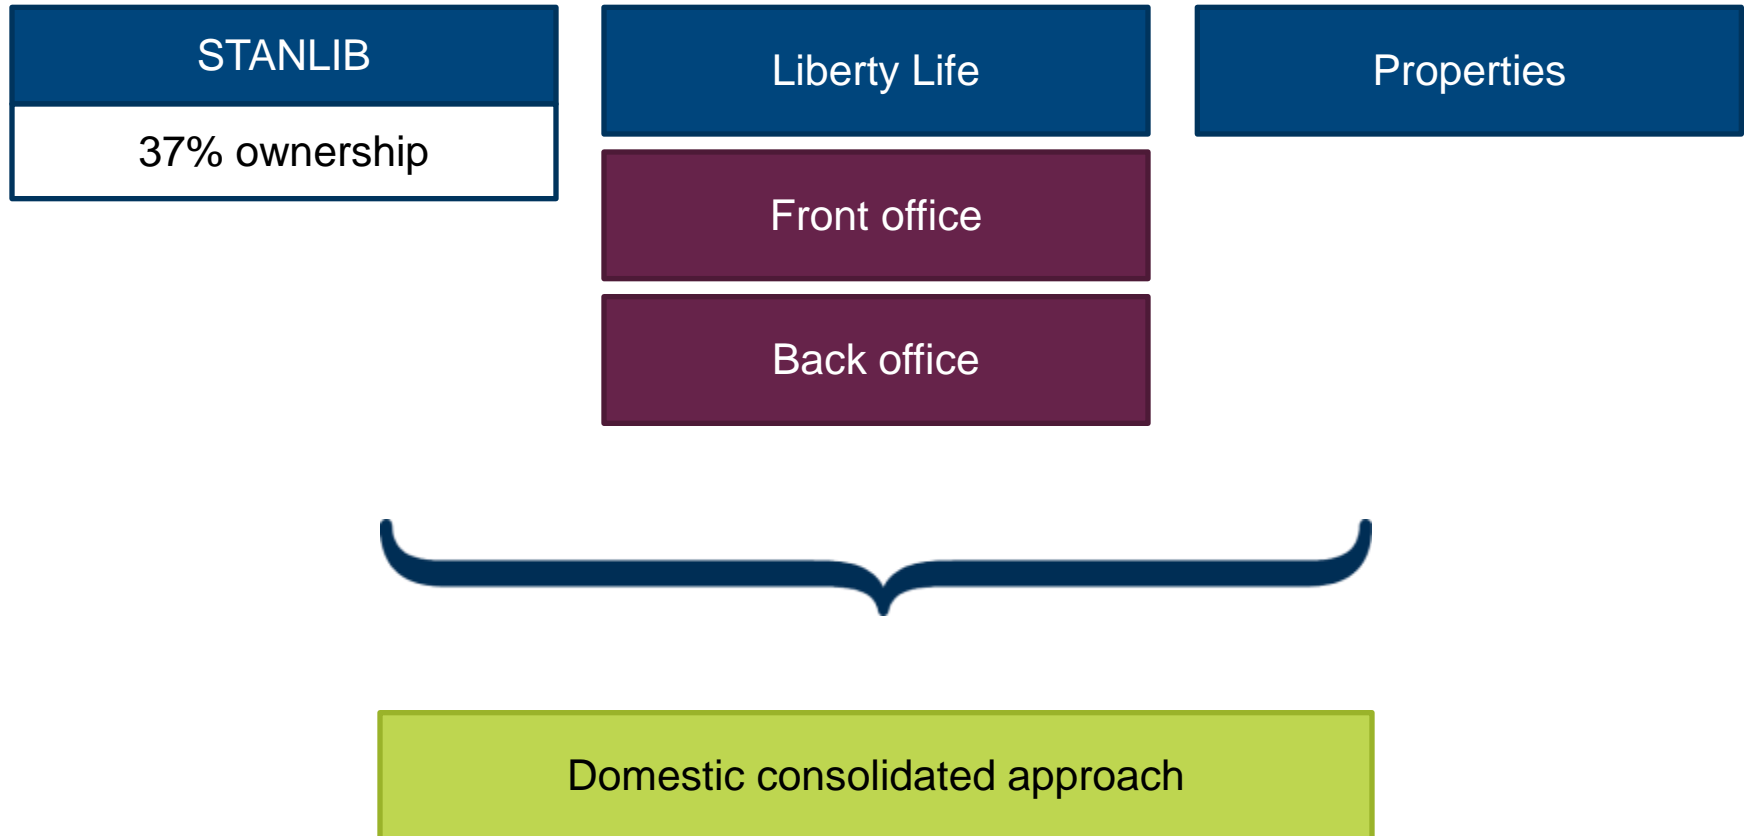 STANLIB
37% ownership
Liberty Life
Front office
Back office
Properties
Domestic consolidated approach